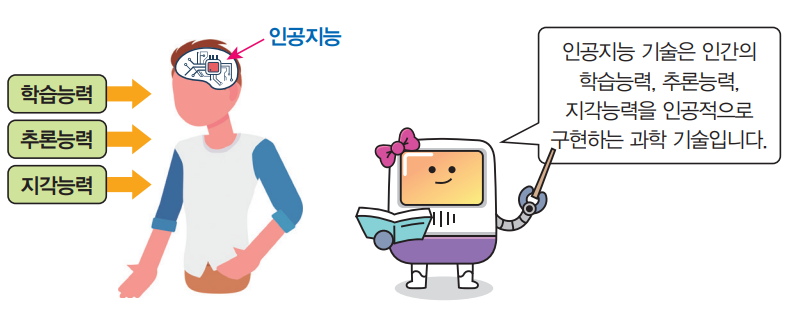 인공지능
학습능력
추론능력
지각능력
인공지능 기술은 인간의
학습능력, 추론능력,
지각능력을 인공적으로
구현하는 과학 기술입니다.